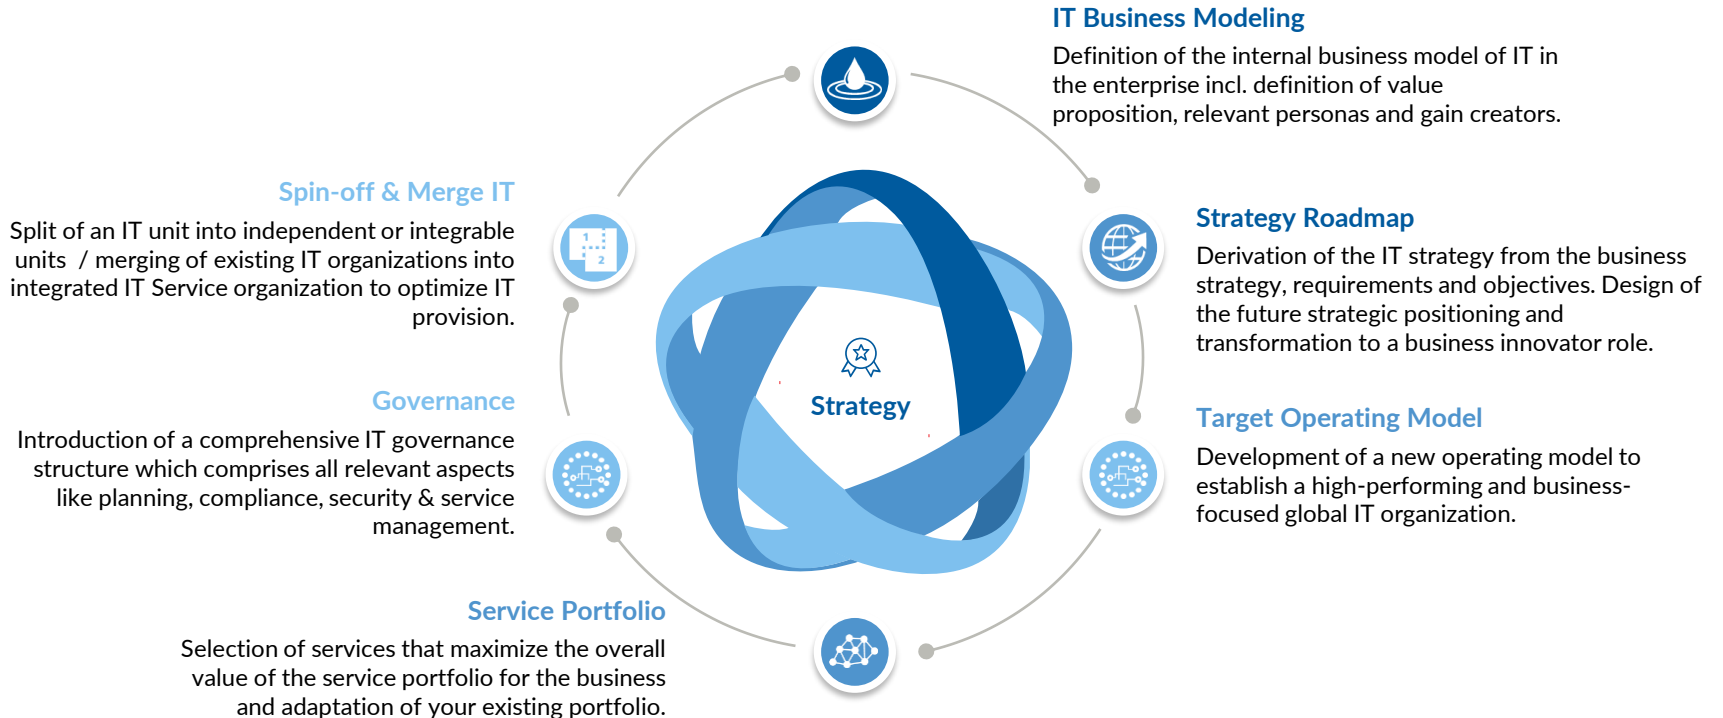 IT Business Modeling
Definition of the internal business model of IT in
the enterprise incl. definition of value
proposition, relevant personas and gain creators.
Strategy Roadmap
Derivation of the IT strategy from the business
strategy, requirements and objectives. Design of
the future strategic positioning and
transformation to a business innovator role.
Target Operating Model
Development of a new operating model to
establish a high-performing and business-
focused global IT organization.
Service Portfolio
Selection of services that maximize the overall
value of the service portfolio for the business
and adaptation of your existing portfolio.
Governance
Introduction of a comprehensive IT governance
structure which comprises all relevant aspects
like planning, compliance, security & service
management.
Spin-off & Merge IT
Split of an IT unit into independent or integrable
units / merging of existing IT organizations into
integrated IT Service organization to optimize IT
provision.
1
2
Strategy